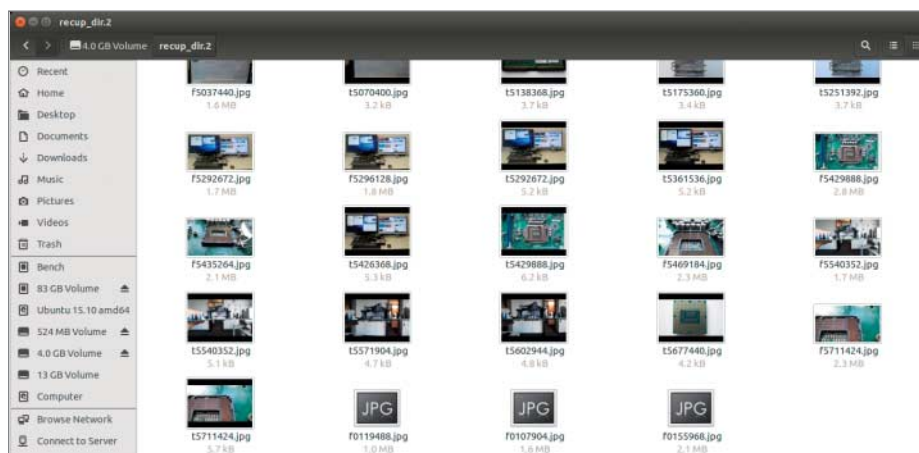 recup_dir.2
4.0 GB Volume recup_dir.2
Recent
Home
Desktop
Documents
Downloads
Music
Pictures
Videos
Trash
Bench
83 GB Volume
Ubuntu 15.10 amd64
524 MB Volume
4.0 GB Volume
13 GB Volume
Computer
Browse Network
Connect to Server
f5037440.jpg t5070400.jpg t5138368.jpg t5175360.jpg t5251392.jpg
1.6 MB 3.2 kB 3.7 kB 3.4 kB 3.7 kB
f5292672.jpg f5296128.jpg t5292672.jpg t5361536.jpg f5429888.jpg
1.7 MB 1.8 MB 5.2 kB 5.2 kB 2.8 MB
f5435264.jpg t5426368.jpg t5429888.jpg f5469184.jpg f5540352.jpg
2.1 MB 5.3 kB 6.2 kB 2.3 MB 1.7 MB
t5540352.jpg t5571904.jpg t5602944.jpg t5677440.jpg f5711424.jpg
5.1 kB 4.7 kB 4.8 kB 4.2 kB 2.3 MB
JPG JPG JPG
t5711424.jpg f0119488.jpg f0107904.jpg f0155968.jpg
5.7 kB 1.0 MB 1.6 MB 2.1 MB